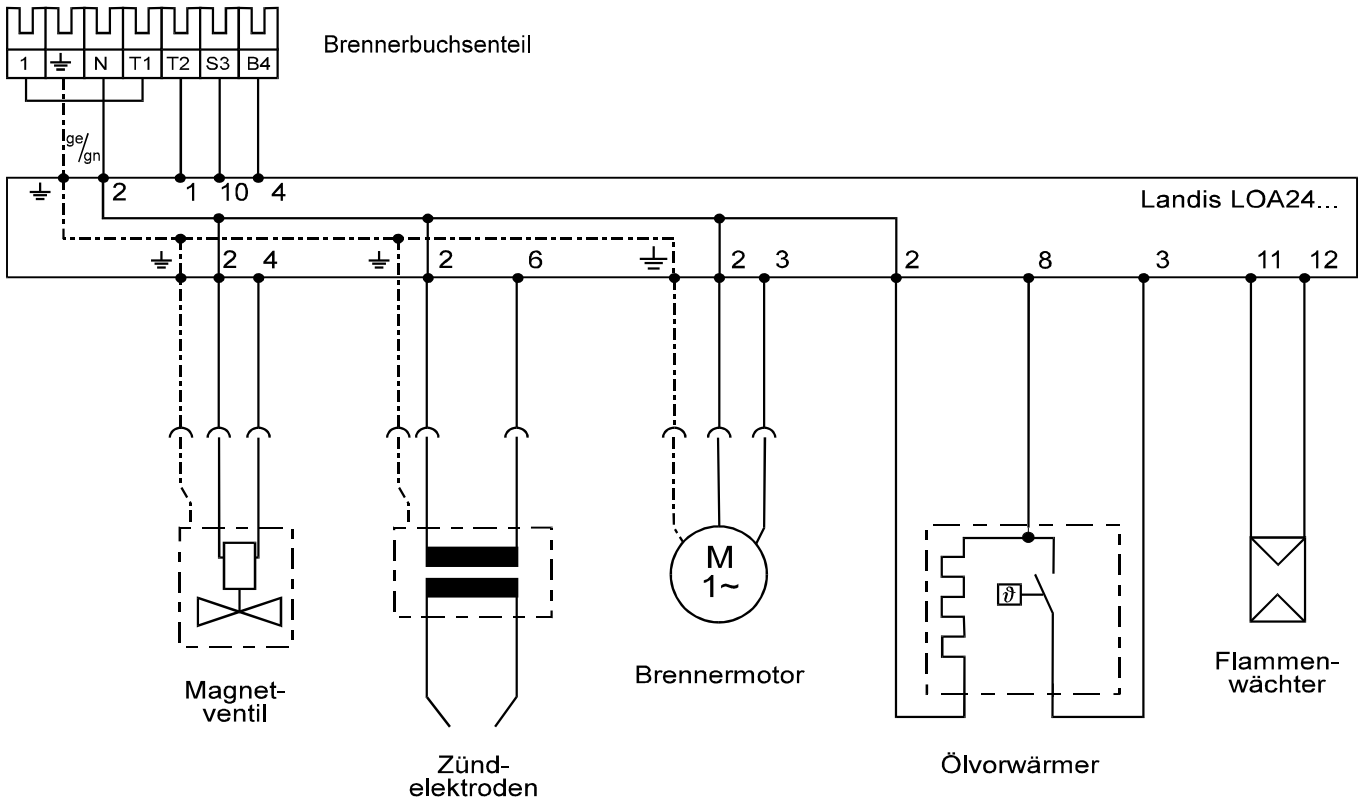 Brennerbuchsenteil
1 N T1 T2 S3 B4
ge/
gn
2 1 10 4
Landis LOA24...
2 4 2 6 2 3 2 8 3 11 12
M
1~
ϑ
Magnet-
ventil
Zünd-
elektroden
Brennermotor
Ölvorwärmer
Flammen-
wächter